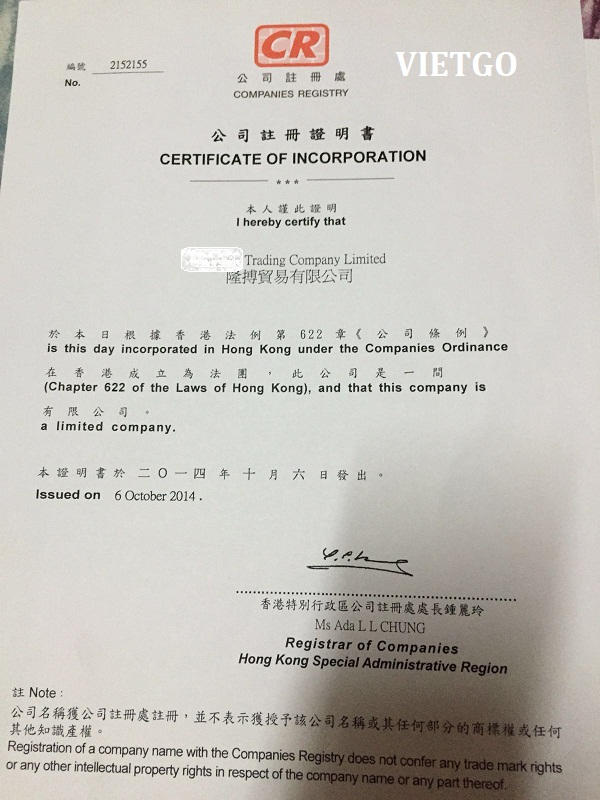 CR
VIETGO
編號 2152155
No.
公司註冊處
COMPANIES REGISTRY
公司註冊證明書
CERTIFICATE OF INCORPORATION
***
本人謹此證明
I hereby certify that
Trading Company Limited
隆搏貿易有限公司
於本日根據香港法例第622章《公司條例》
is this day incorporated in Hong Kong under the Companies Ordinance
在香港成立為法團，此公司是一間
(Chapter 622 of the Laws of Hong Kong), and that this company is
有限公司。
a limited company.
本證明書於二O一四年十月六日發出。
Issued on 6 October 2014 .
香港特別行政區公司註冊處處長鍾麗玲
Ms Ada L L CHUNG
Registrar of Companies
Hong Kong Special Administrative Region
註 Note :
公司名稱獲公司註冊處註冊，並不表示獲授予該公司名稱或其任何部分的商標權或任何
其他知識產權。
Registration of a company name with the Companies Registry does not confer any trade mark rights
or any other intellectual property rights in respect of the company name or any part thereof.